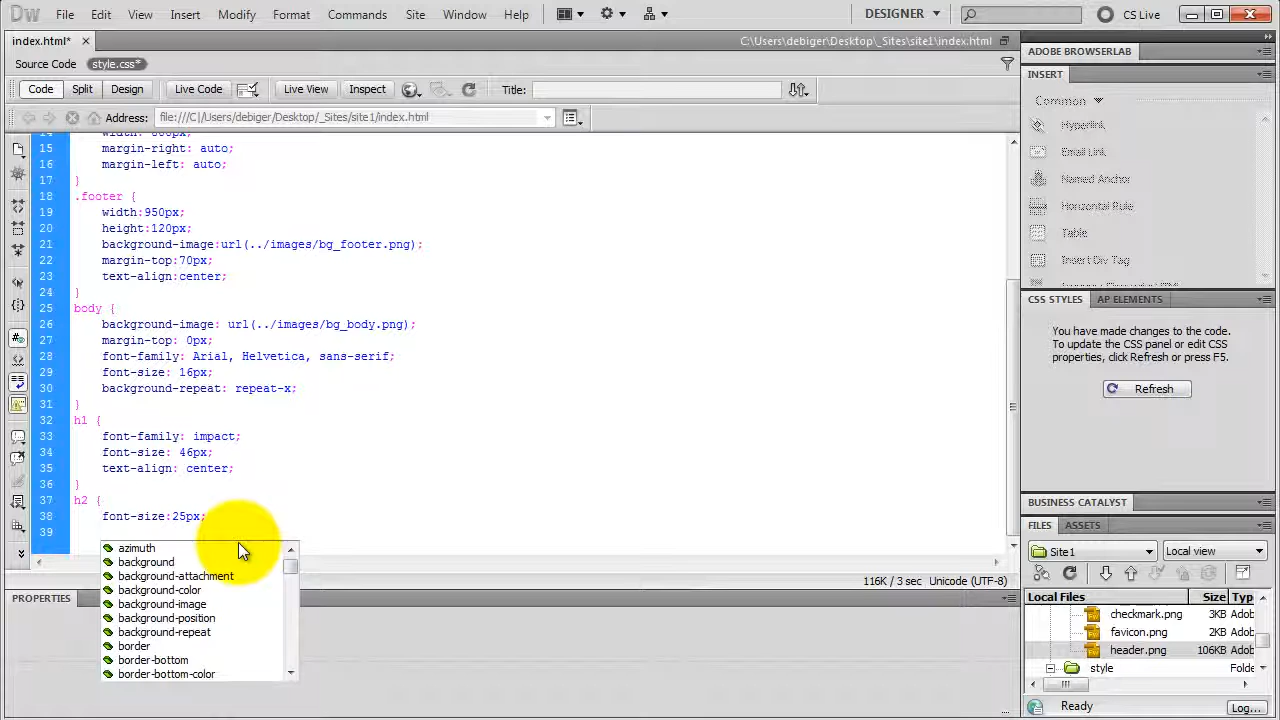 Dw File Edit View Insert Modify Format Commands Site Window Help DESIGNER CS Live
index.html* C:\Users\debiger\Desktop\_Sites\site1\index.html
Source Code style.css*
Code Split Design Live Code Live View Inspect Title:
Address: file:///C|/Users/debiger/Desktop/_Sites/site1/index.html
14 width: 800px;
15 margin-right: auto;
16 margin-left: auto;
17 }
18 .footer {
19 width:950px;
20 height:120px;
21 background-image:url(../images/bg_footer.png);
22 margin-top:70px;
23 text-align:center;
24 }
25 body {
26 background-image: url(../images/bg_body.png);
27 margin-top: 0px;
28 font-family: Arial, Helvetica, sans-serif;
29 font-size: 16px;
30 background-repeat: repeat-x;
31 }
32 h1 {
33 font-family: impact;
34 font-size: 46px;
35 text-align: center;
36 }
37 h2 {
38 font-size:25px;
39
azimuth
background
background-attachment
background-color
background-image
background-position
background-repeat
border
border-bottom
border-bottom-color
116K / 3 sec Unicode (UTF-8)
PROPERTIES
ADOBE BROWSERLAB
INSERT
Common
Hyperlink
Email Link
Named Anchor
Horizontal Rule
Table
Insert Div Tag
CSS STYLES AP ELEMENTS
You have made changes to the code.
To update the CSS panel or edit CSS
properties, click Refresh or press F5.
Refresh
BUSINESS CATALYST
FILES ASSETS
Site1 Local view
Local Files Size Typ
checkmark.png 3KB Adob
favicon.png 2KB Adob
header.png 106KB Adob
style Folde
Ready Log...